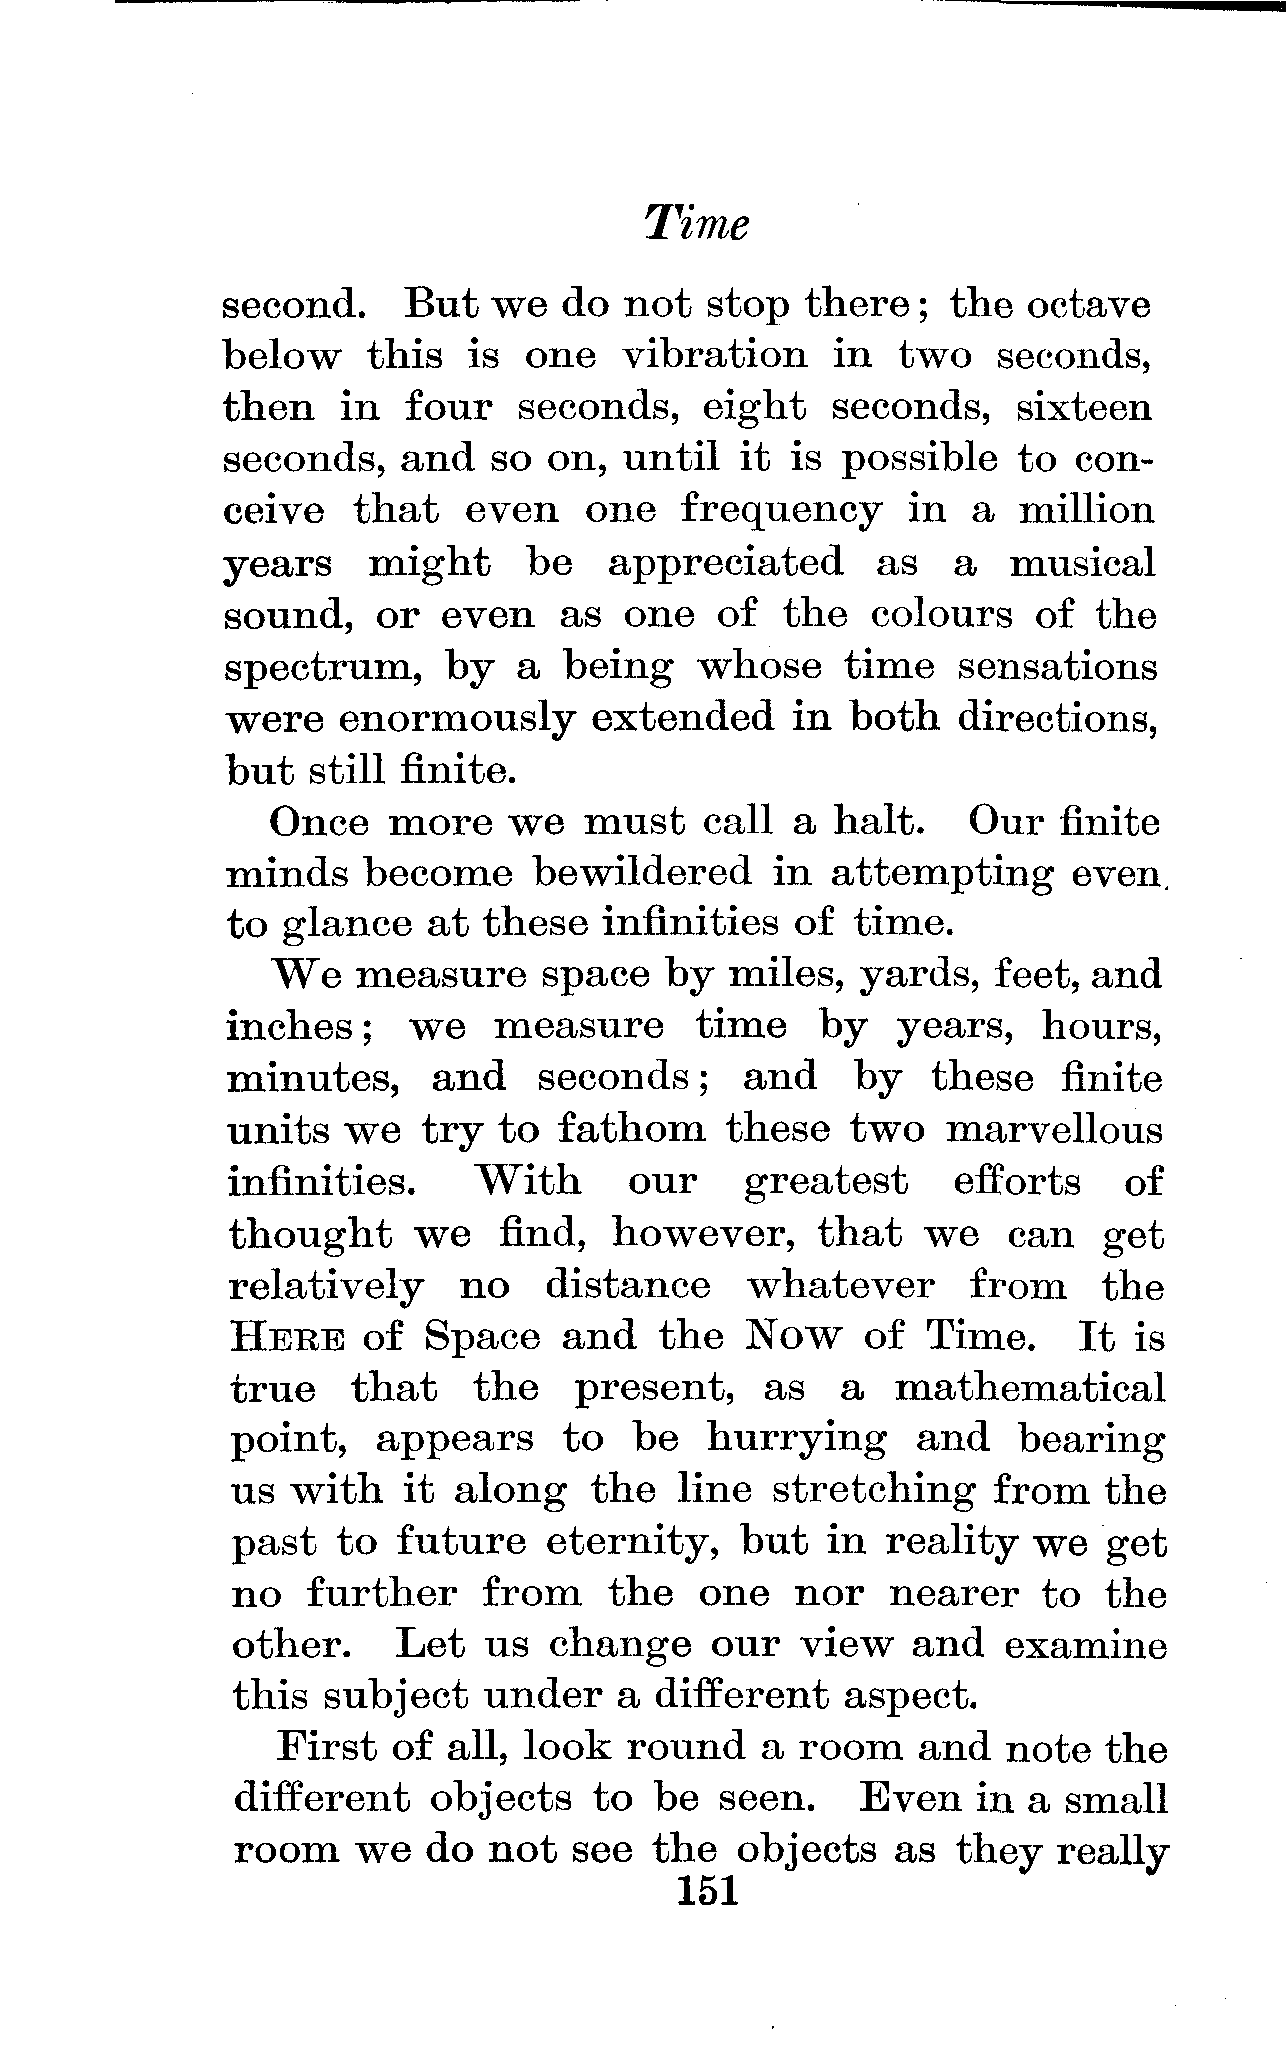 Time
second. But we do not stop there; the octave
below this is one vibration in two seconds,
then in four seconds, eight seconds, sixteen
seconds, and so on, until it is possible to con-
ceive that even one frequency in a million
years might be appreciated as a musical
sound, or even as one of the colours of the
spectrum, by a being whose time sensations
were enormously extended in both directions,
but still finite.
Once more we must call a halt. Our finite
minds become bewildered in attempting even
to glance at these infinities of time.
We measure space by miles, yards, feet, and
inches; we measure time by years, hours,
minutes, and seconds; and by these finite
units we try to fathom these two marvellous
infinities. With our greatest efforts of
thought we find, however, that we can get
relatively no distance whatever from the
HERE of Space and the NOW of Time. It is
true that the present, as a mathematical
point, appears to be hurrying and bearing
us with it along the line stretching from the
past to future eternity, but in reality we get
no further from the one nor nearer to the
other. Let us change our view and examine
this subject under a different aspect.
First of all, look round a room and note the
different objects to be seen. Even in a small
room we do not see the objects as they really
151